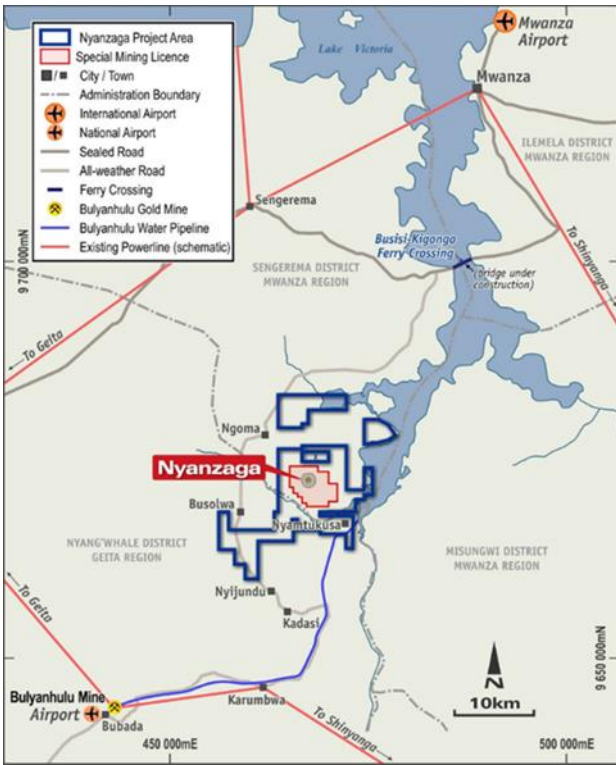 Nyanzaga Project Area
Special Mining Licence
City / Town
Administration Boundary
International Airport
National Airport
Sealed Road
All-weather Road
Ferry Crossing
Bulyanhulu Gold Mine
Bulyanhulu Water Pipeline
Existing Powerline (schematic)
Lake Victoria
Mwanza
Airport
Mwanza
ILEMELA DISTRICT
MWANZA REGION
Sengerema
To Shinyanga
Busisi-Kigonga
Ferry Crossing
(bridge under
construction)
SENGEREMA DISTRICT
MWANZA REGION
9 700 000mN
To Geita
Ngoma
Nyanzaga
Busolwa
Nyamtukusa
NYANG'WHALE DISTRICT
GEITA REGION
MISUNGWI DISTRICT
MWANZA REGION
To Geita
Nyijundu
Kadasi
9 650 000mN
N
10km
Bulyanhulu Mine
Airport
Bubada
Karumbwa
To Shinyanga
450 000mE
500 000mE